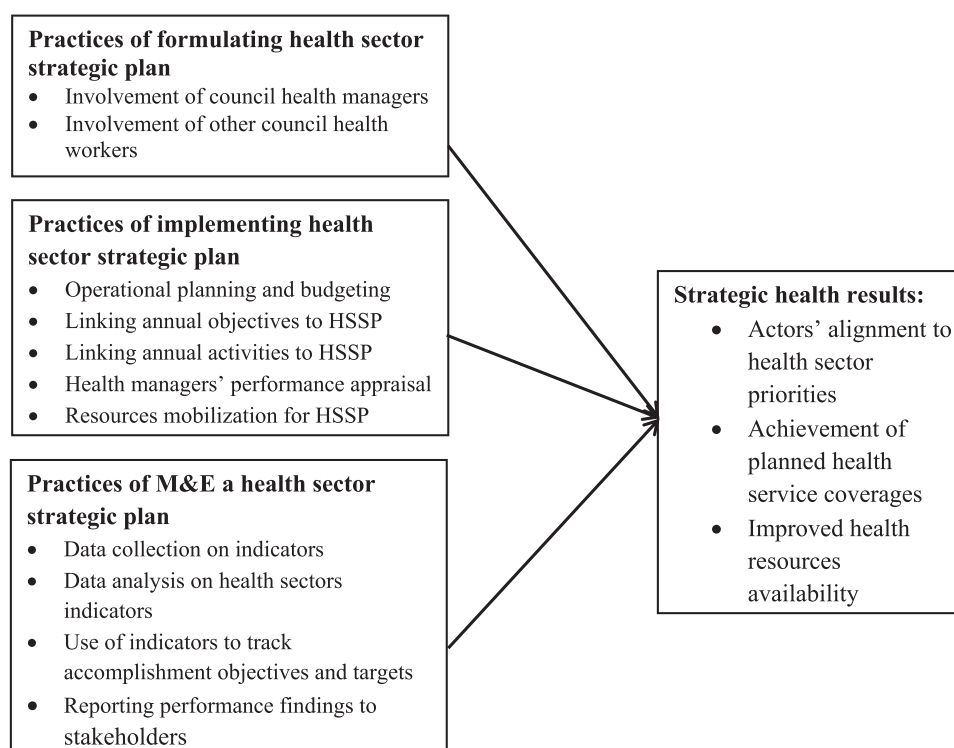 Practices of formulating health sector
strategic plan
• Involvement of council health managers
• Involvement of other council health
workers
Practices of implementing health
sector strategic plan
• Operational planning and budgeting
• Linking annual objectives to HSSP
• Linking annual activities to HSSP
• Health managers' performance appraisal
• Resources mobilization for HSSP
Practices of M&E a health sector
strategic plan
• Data collection on indicators
• Data analysis on health sectors
indicators
• Use of indicators to track
accomplishment objectives and targets
• Reporting performance findings to
stakeholders
Strategic health results:
• Actors' alignment to
health sector
priorities
• Achievement of
planned health
service coverages
• Improved health
resources
availability